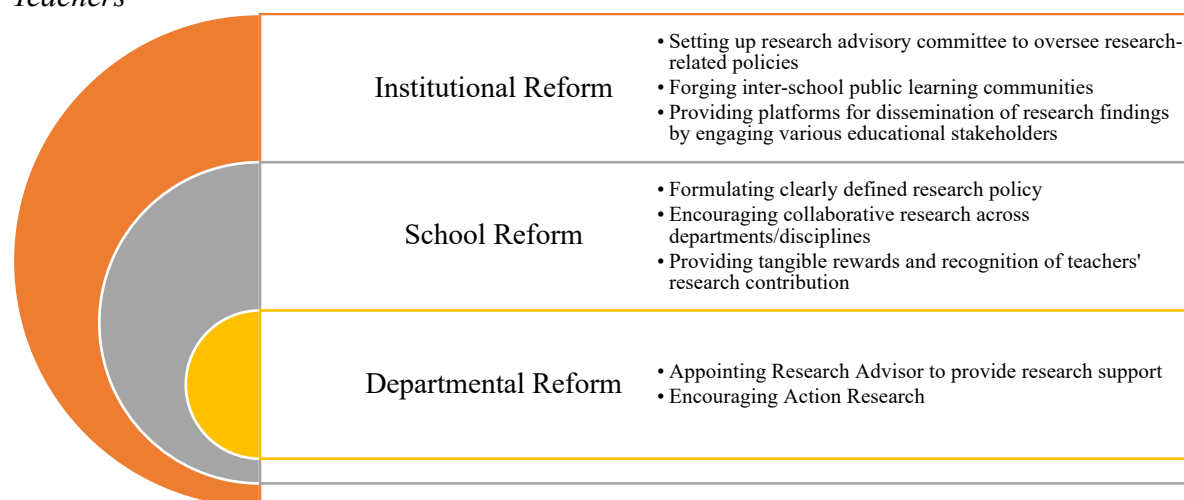 Teachers
Institutional Reform
• Setting up research advisory committee to oversee research-
related policies
• Forging inter-school public learning communities
• Providing platforms for dissemination of research findings
by engaging various educational stakeholders
School Reform
• Formulating clearly defined research policy
• Encouraging collaborative research across
departments/disciplines
• Providing tangible rewards and recognition of teachers'
research contribution
Departmental Reform
• Appointing Research Advisor to provide research support
• Encouraging Action Research